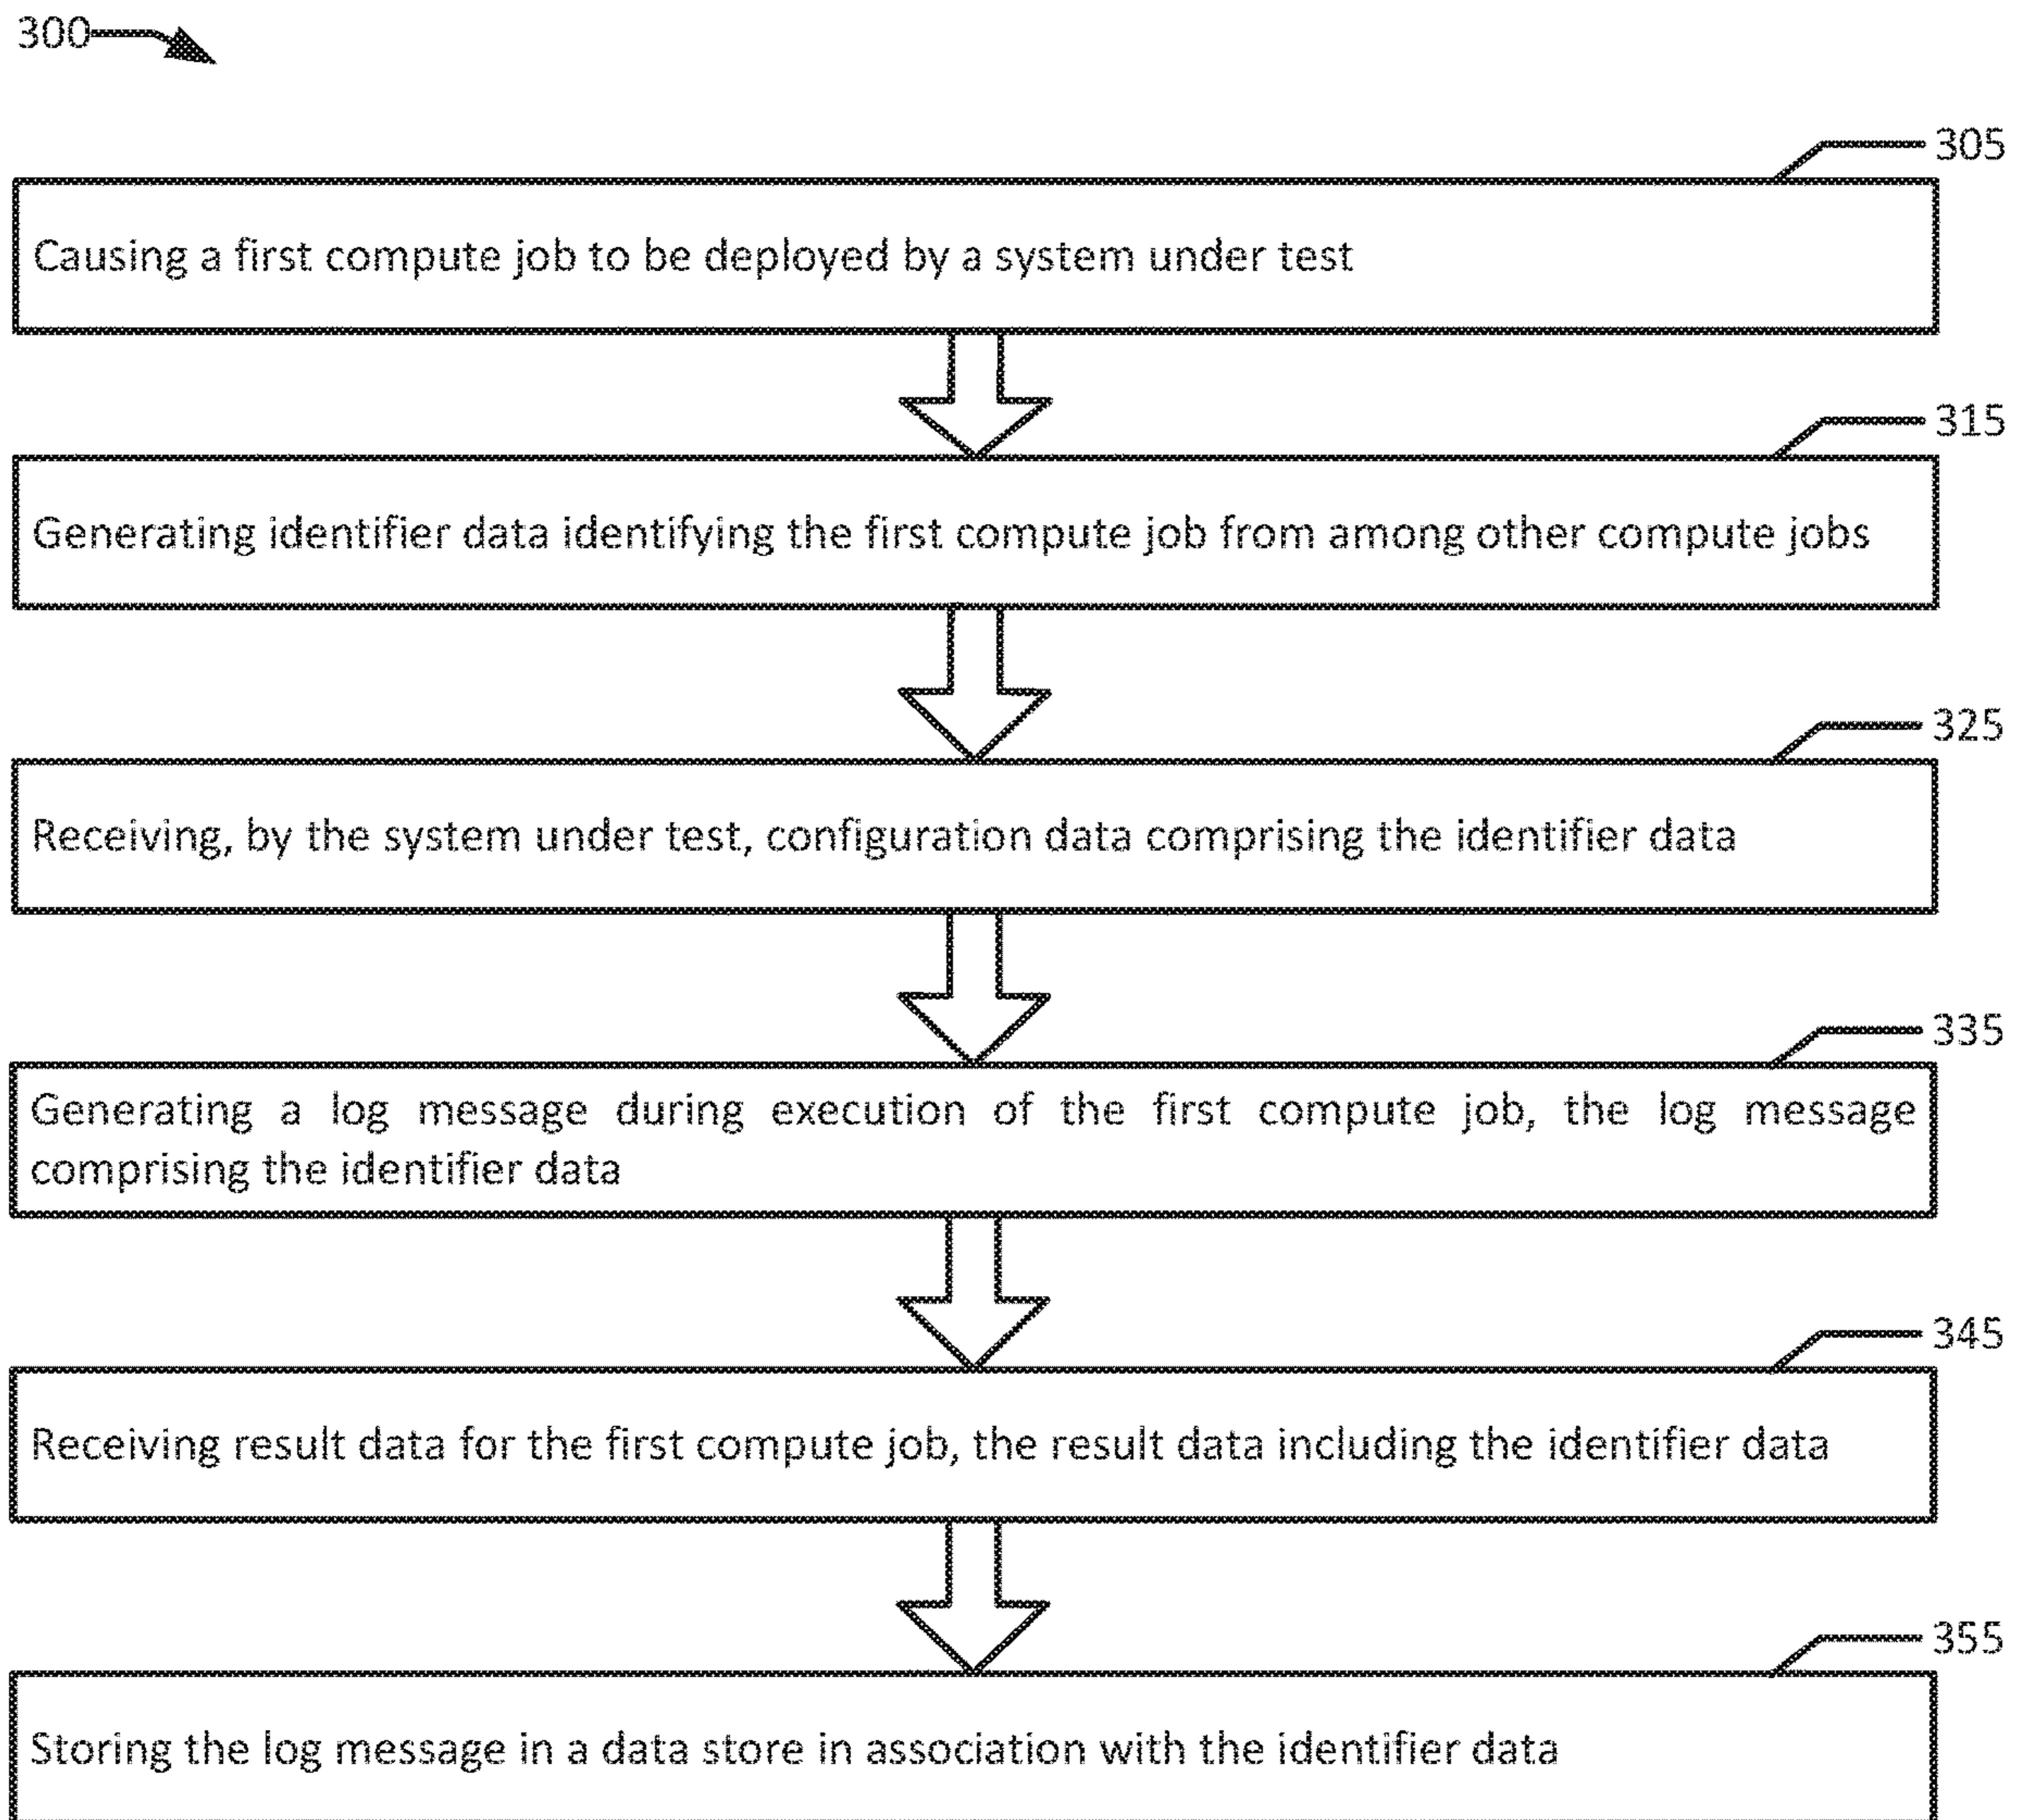 300
305
Causing a first compute job to be deployed by a system under test
315
Generating identifier data identifying the first compute job from among other compute jobs
325
Receiving, by the system under test, configuration data comprising the identifier data
335
Generating a log message during execution of the first compute job, the log message
comprising the identifier data
345
Receiving result data for the first compute job, the result data including the identifier data
355
Storing the log message in a data store in association with the identifier data